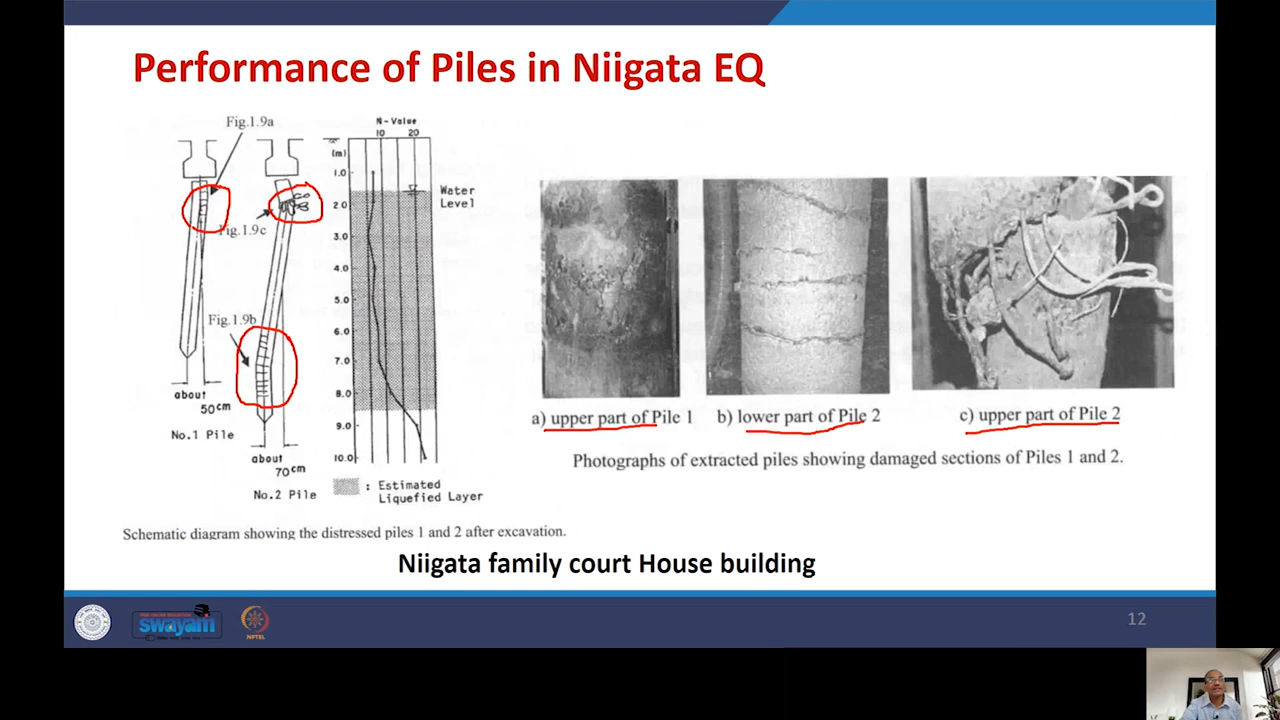 Performance of Piles in Niigata EQ
Fig.1.9a
N-Value
10 20
(m)
1.0
Water
Level
2.0
Fig.1.9c
3.0
4.0
5.0
Fig.1.9b
6.0
7.0
8.0
9.0
10.0
about
50cm
No.1 Pile
about
70cm
No.2 Pile
: Estimated
Liquefied Layer
a) upper part of Pile 1
b) lower part of Pile 2
c) upper part of Pile 2
Photographs of extracted piles showing damaged sections of Piles 1 and 2.
Schematic diagram showing the distressed piles 1 and 2 after excavation.
Niigata family court House building
swayam
NPTEL
12